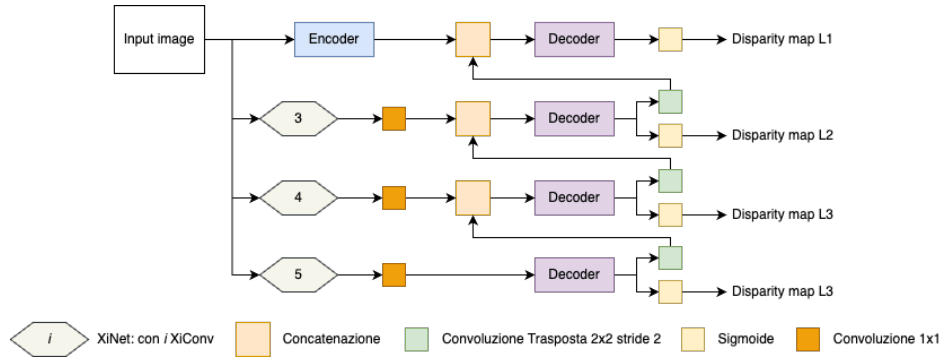 Input image
Encoder
Decoder
Disparity map L1
3
Decoder
Disparity map L2
4
Decoder
Disparity map L3
5
Decoder
Disparity map L3
i
XiNet: con i XiConv
Concatenazione
Convoluzione Trasposta 2x2 stride 2
Sigmoide
Convoluzione 1x1